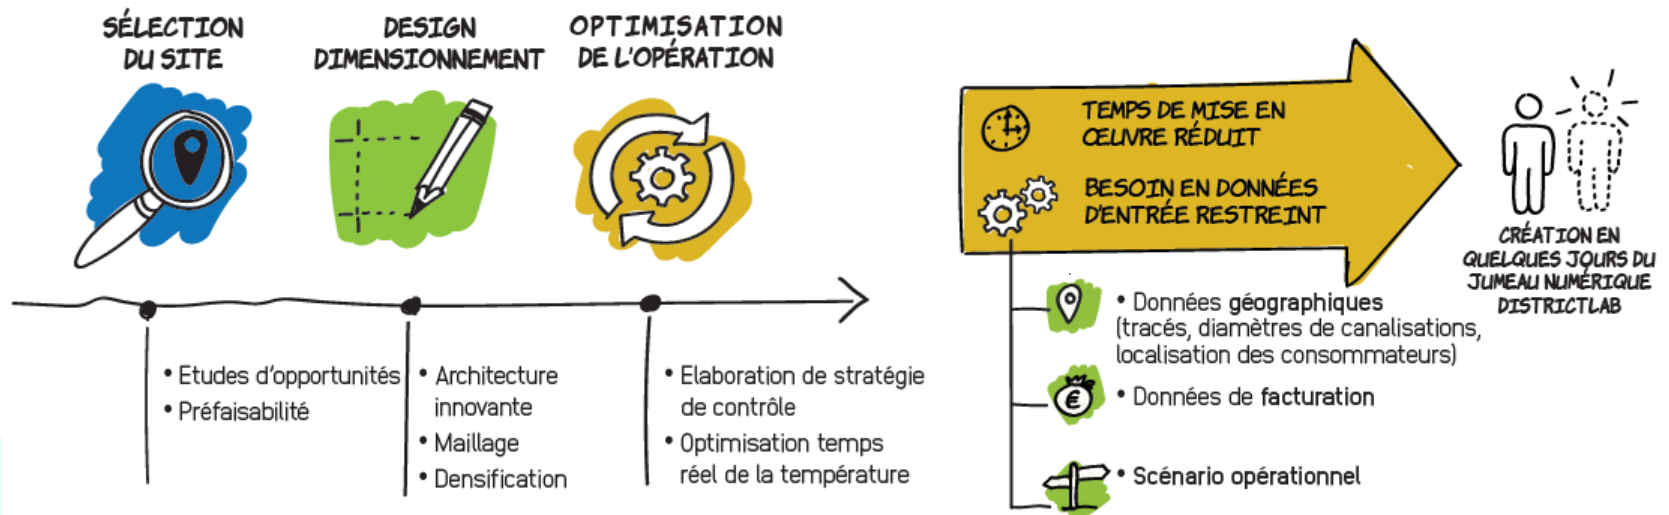 SÉLECTION
DU SITE
DESIGN
DIMENSIONNEMENT
OPTIMISATION
DE L'OPÉRATION
• Etudes d'opportunités
• Préfaisabilité
• Architecture
innovante
• Maillage
• Densification
• Elaboration de stratégie
de contrôle
• Optimisation temps
réel de la température
TEMPS DE MISE EN
ŒUVRE RÉDUIT
BESOIN EN DONNÉES
D'ENTRÉE RESTREINT
• Données géographiques
(tracés, diamètres de canalisations,
localisation des consommateurs)
€
• Données de facturation
• Scénario opérationnel
CRÉATION EN
QUELQUES JOURS DU
JUMEAU NUMÉRIQUE
DISTRICTLAB